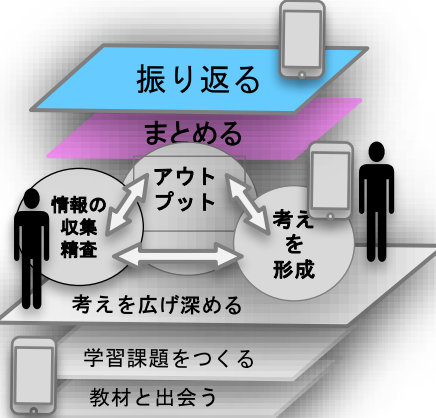 振り返る
まとめる
アウト
プット
情報の
収集
精査
考え
を
形成
考えを広げ深める
学習課題をつくる
教材と出会う